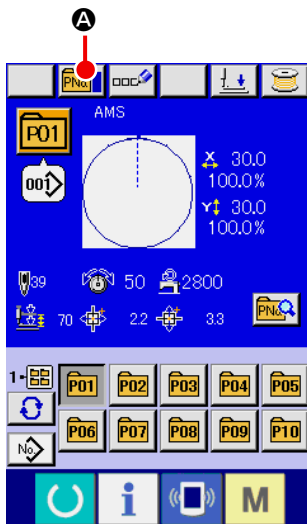 A
PNo
AMS
P01
001
X 30.0
100.0%
Y 30.0
100.0%
39 50 2800
70 2.2 3.3
PNo
1-
P01 P02 P03 P04 P05
No.
P06 P07 P08 P09 P10
i M